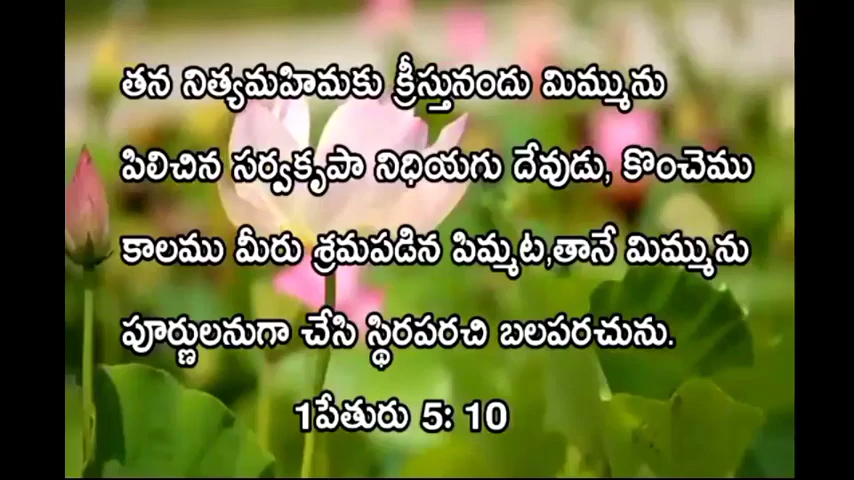 తన నిత్యమహిమకు క్రీస్తునందు మిమ్మును
పిలిచిన సర్వకృపా నిధియగు దేవుడు, కొంచెము
కాలము మీరు శ్రమపడిన పిమ్మట,తానే మిమ్మును
పూర్ణులనుగా చేసి స్థిరపరచి బలపరచును.
1పేతురు 5: 10